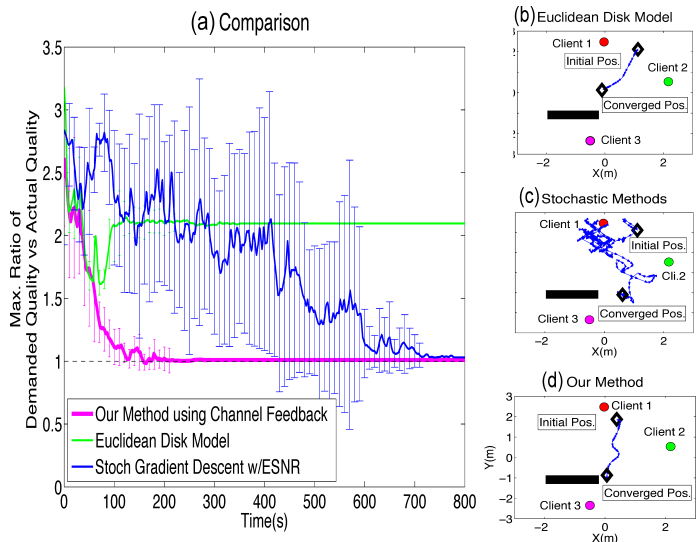 (a) Comparison
Max. Ratio of
Demanded Quality vs Actual Quality
3.5
3
2.5
2
1.5
1
0.5
0
0 100 200 300 400 500 600 700 800
Time(s)
Our Method using Channel Feedback
Euclidean Disk Model
Stoch Gradient Descent w/ESNR
(b) Euclidean Disk Model
Client 1
Initial Pos.
Client 2
Converged Pos.
Client 3
−2 0 2
X(m)
(c) Stochastic Methods
Client 1
Initial Pos.
Cli.2
Converged Pos.
Client 3
−2 0 2
X(m)
(d) Our Method
3
2
1
0
−1
−2
−3
Y(m)
Client 1
Initial Pos.
Client 2
Converged Pos.
Client 3
−2 0 2
X(m)